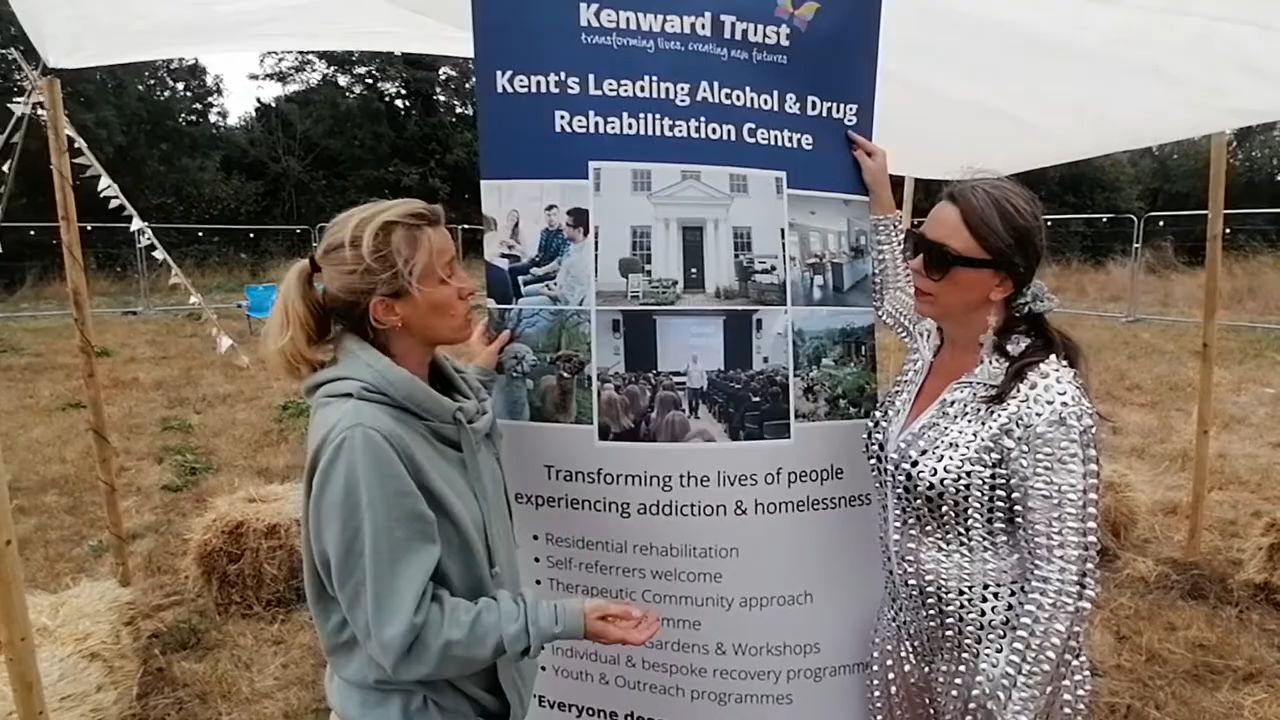 Kenward Trust
transforming lives, creating new futures
Kent's Leading Alcohol & Drug
Rehabilitation Centre
Transforming the lives of people
experiencing addiction & homelessness
• Residential rehabilitation
• Self-referrers welcome
• Therapeutic Community approach
mme
Gardens & Workshops
• Individual & bespoke recovery programme
• Youth & Outreach programmes
'Everyone des